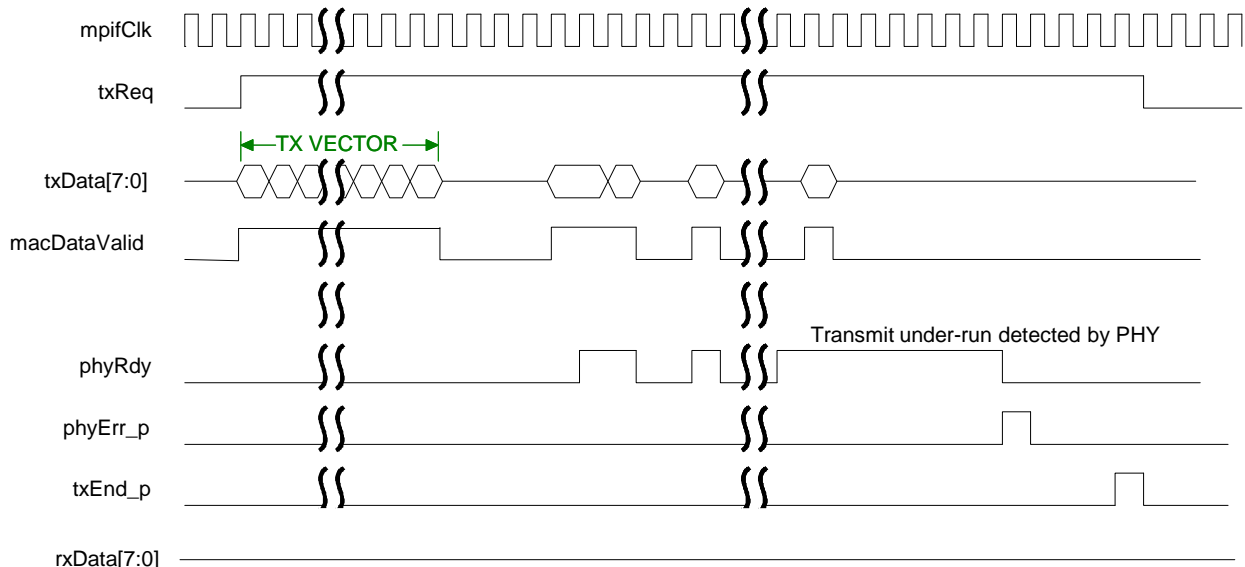 mpifClk
txReq
TX VECTOR
txData[7:0]
macDataValid
Transmit under-run detected by PHY
phyRdy
phyErr_p
txEnd_p
rxData[7:0]